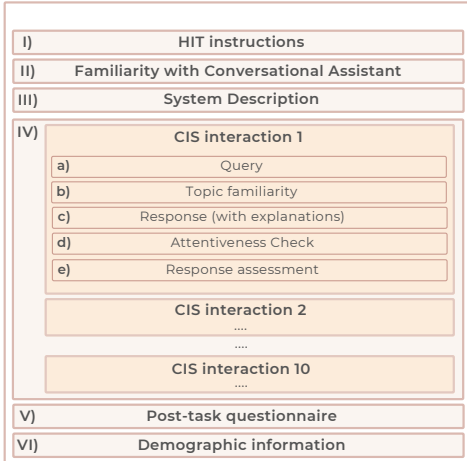 I) HIT instructions
II) Familiarity with Conversational Assistant
III) System Description
IV) CIS interaction 1
a) Query
b) Topic familiarity
c) Response (with explanations)
d) Attentiveness Check
e) Response assessment
CIS interaction 2
....
....
CIS interaction 10
....
V) Post-task questionnaire
VI) Demographic information